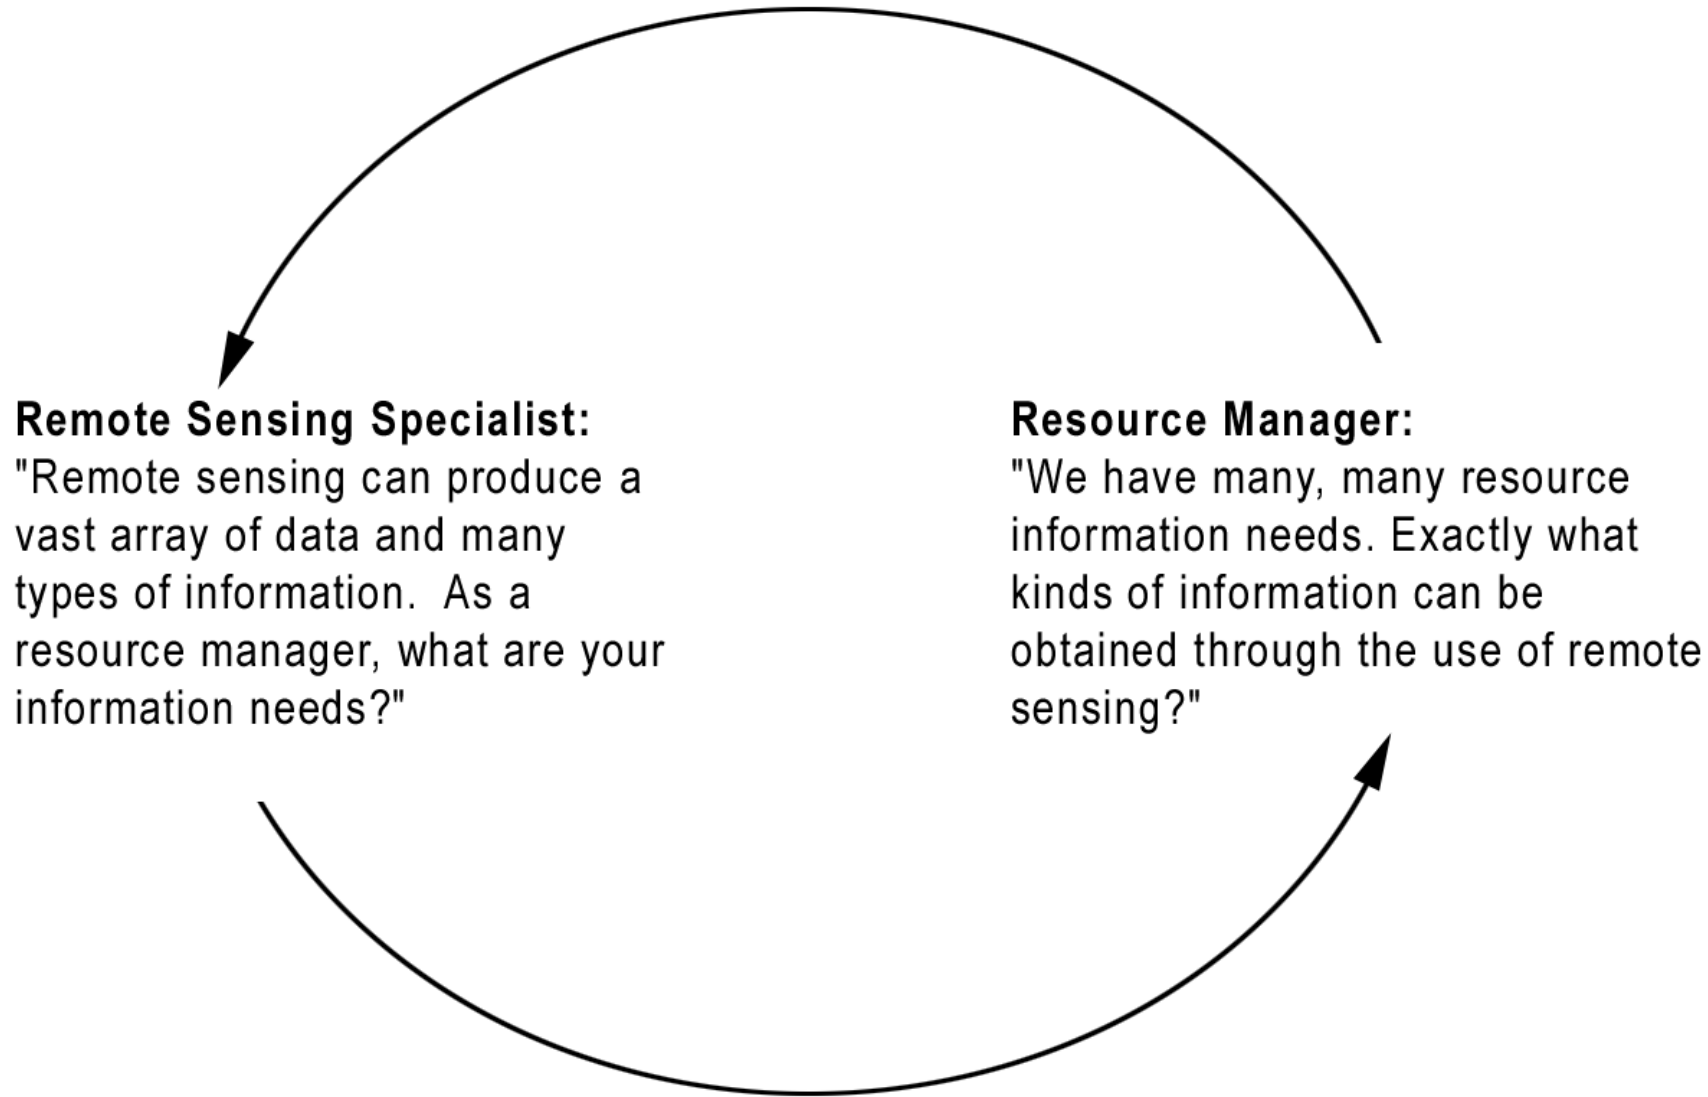 Remote Sensing Specialist:
"Remote sensing can produce a
vast array of data and many
types of information.  As a
resource manager, what are your
information needs?"
Resource Manager:
"We have many, many resource
information needs. Exactly what
kinds of information can be
obtained through the use of remote
sensing?"